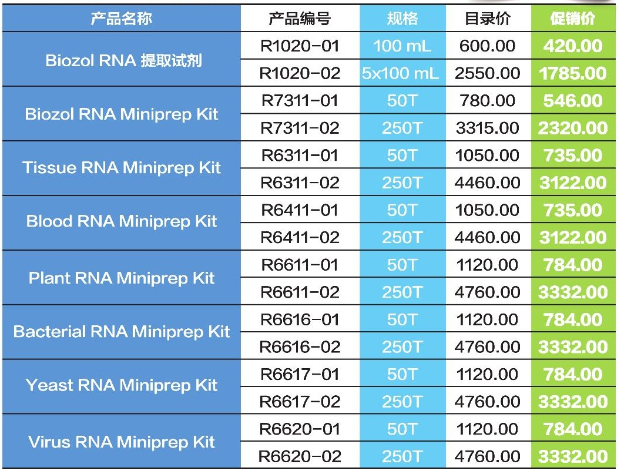 产品名称 产品编号 规格 目录价 促销价
Biozol RNA 提取试剂 R1020-01 100 mL 600.00 420.00
R1020-02 5x100 mL 2550.00 1785.00
Biozol RNA Miniprep Kit R7311-01 50T 780.00 546.00
R7311-02 250T 3315.00 2320.00
Tissue RNA Miniprep Kit R6311-01 50T 1050.00 735.00
R6311-02 250T 4460.00 3122.00
Blood RNA Miniprep Kit R6411-01 50T 1050.00 735.00
R6411-02 250T 4460.00 3122.00
Plant RNA Miniprep Kit R6611-01 50T 1120.00 784.00
R6611-02 250T 4760.00 3332.00
Bacterial RNA Miniprep Kit R6616-01 50T 1120.00 784.00
R6616-02 250T 4760.00 3332.00
Yeast RNA Miniprep Kit R6617-01 50T 1120.00 784.00
R6617-02 250T 4760.00 3332.00
Virus RNA Miniprep Kit R6620-01 50T 1120.00 784.00
R6620-02 250T 4760.00 3332.00